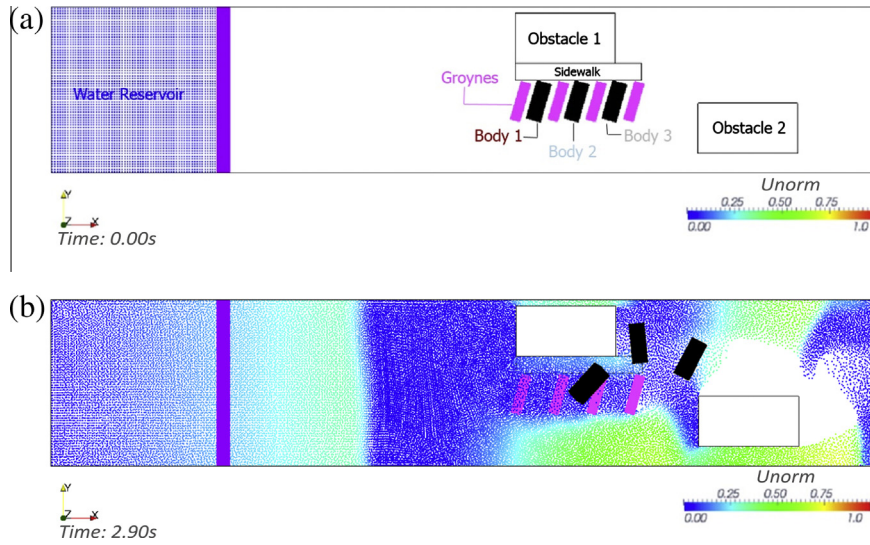 (a)
Obstacle 1
Sidewalk
Groynes
Water Reservoir
Obstacle 2
Body 1
Body 2
Body 3
Y
Z X
Time: 0.00s
Unorm
0.25 0.50 0.75
0.00 1.0
(b)
Y
Z X
Time: 2.90s
Unorm
0.25 0.50 0.75
0.00 1.0